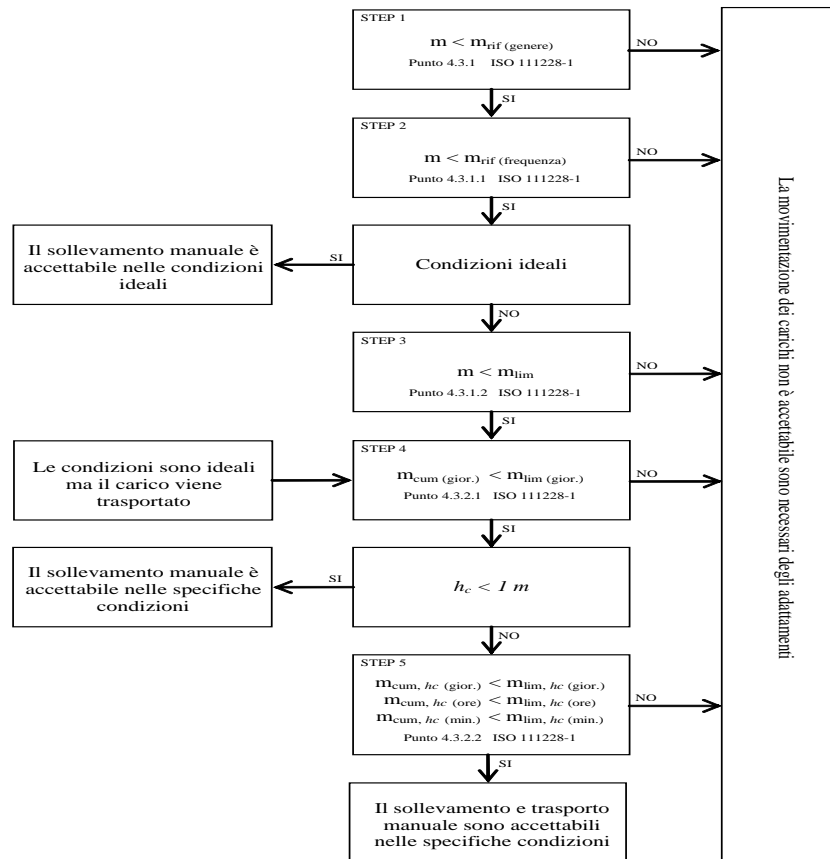 STEP 1
m < mrif (genere)
Punto 4.3.1 ISO 111228-1
NO
SI
STEP 2
m < mrif (frequenza)
Punto 4.3.1.1 ISO 111228-1
NO
SI
Il sollevamento manuale è
accettabile nelle condizioni
ideali
SI
Condizioni ideali
NO
STEP 3
m < mlim
Punto 4.3.1.2 ISO 111228-1
NO
SI
Le condizioni sono ideali
ma il carico viene
trasportato
STEP 4
mcum (gior.) < mlim (gior.)
Punto 4.3.2.1 ISO 111228-1
NO
SI
Il sollevamento manuale è
accettabile nelle specifiche
condizioni
SI
hc < 1 m
NO
STEP 5
mcum, hc (gior.) < mlim, hc (gior.)
mcum, hc (ore) < mlim, hc (ore)
mcum, hc (min.) < mlim, hc (min.)
Punto 4.3.2.2 ISO 111228-1
NO
SI
Il sollevamento e trasporto
manuale sono accettabili
nelle specifiche condizioni
La movimentazione dei carichi non è accettabile sono necessari degli adattamenti